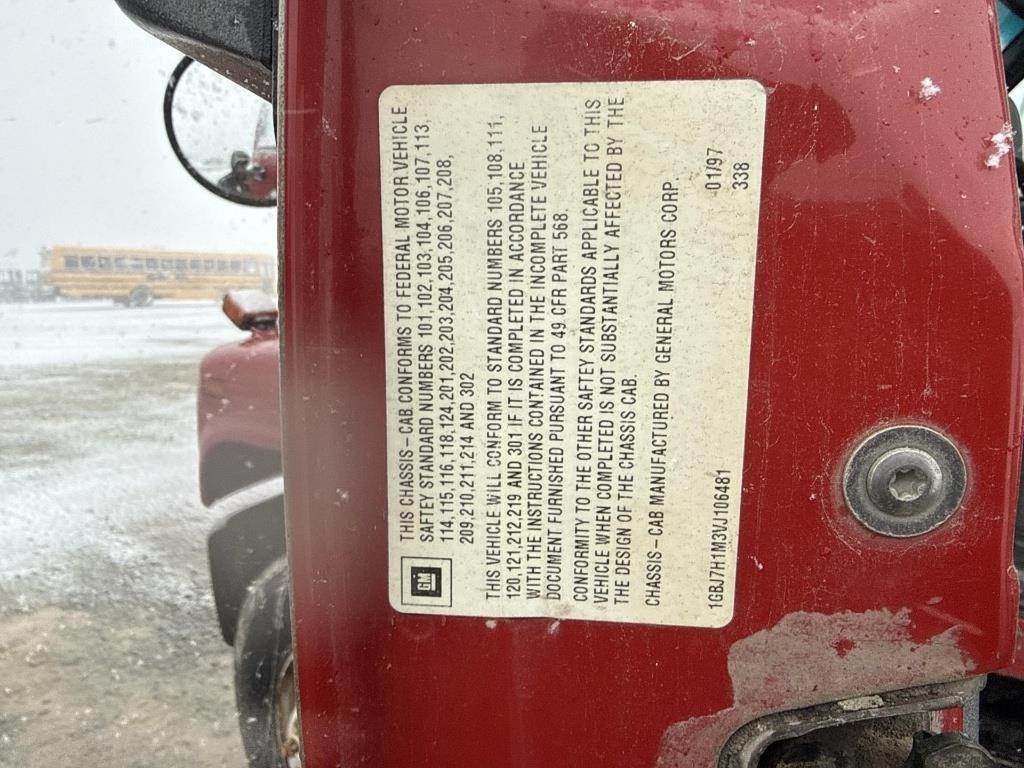 GM
THIS CHASSIS-CAB CONFORMS TO FEDERAL MOTOR VEHICLE
SAFTEY STANDARD NUMBERS 101,102,103,104,106,107,113,
114,115,116,118,124,201,202,203,204,205,206,207,208,
209,210,211,214 AND 302
THIS VEHICLE WILL CONFORM TO STANDARD NUMBERS 105,108,111,
120,121,212,219 AND 301 IF IT IS COMPLETED IN ACCORDANCE
WITH THE INSTRUCTIONS CONTAINED IN THE INCOMPLETE VEHICLE
DOCUMENT FURNISHED PURSUANT TO 49 CFR PART 568.
CONFORMITY TO THE OTHER SAFTEY STANDARDS APPLICABLE TO THIS
VEHICLE WHEN COMPLETED IS NOT SUBSTANTIALLY AFFECTED BY THE
THE DESIGN OF THE CHASSIS CAB.
CHASSIS-CAB MANUFACTURED BY GENERAL MOTORS CORP.
01/97
1GBJ7H1M3VJ106481 338